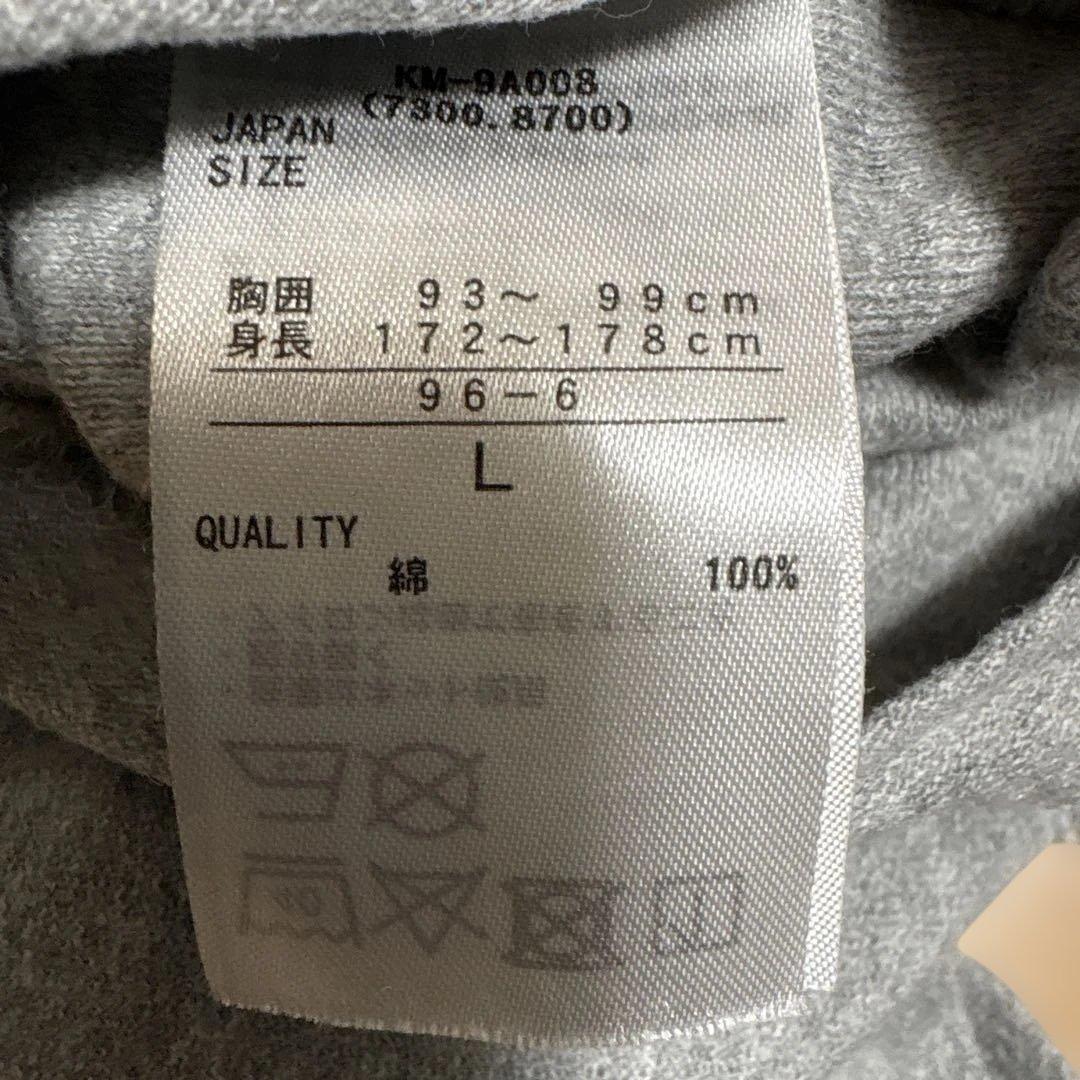 KM-9A008
(7300.8700)
JAPAN
SIZE
胸囲 93～ 99cm
身長 172～178cm
96－6
L
QUALITY
綿 100%